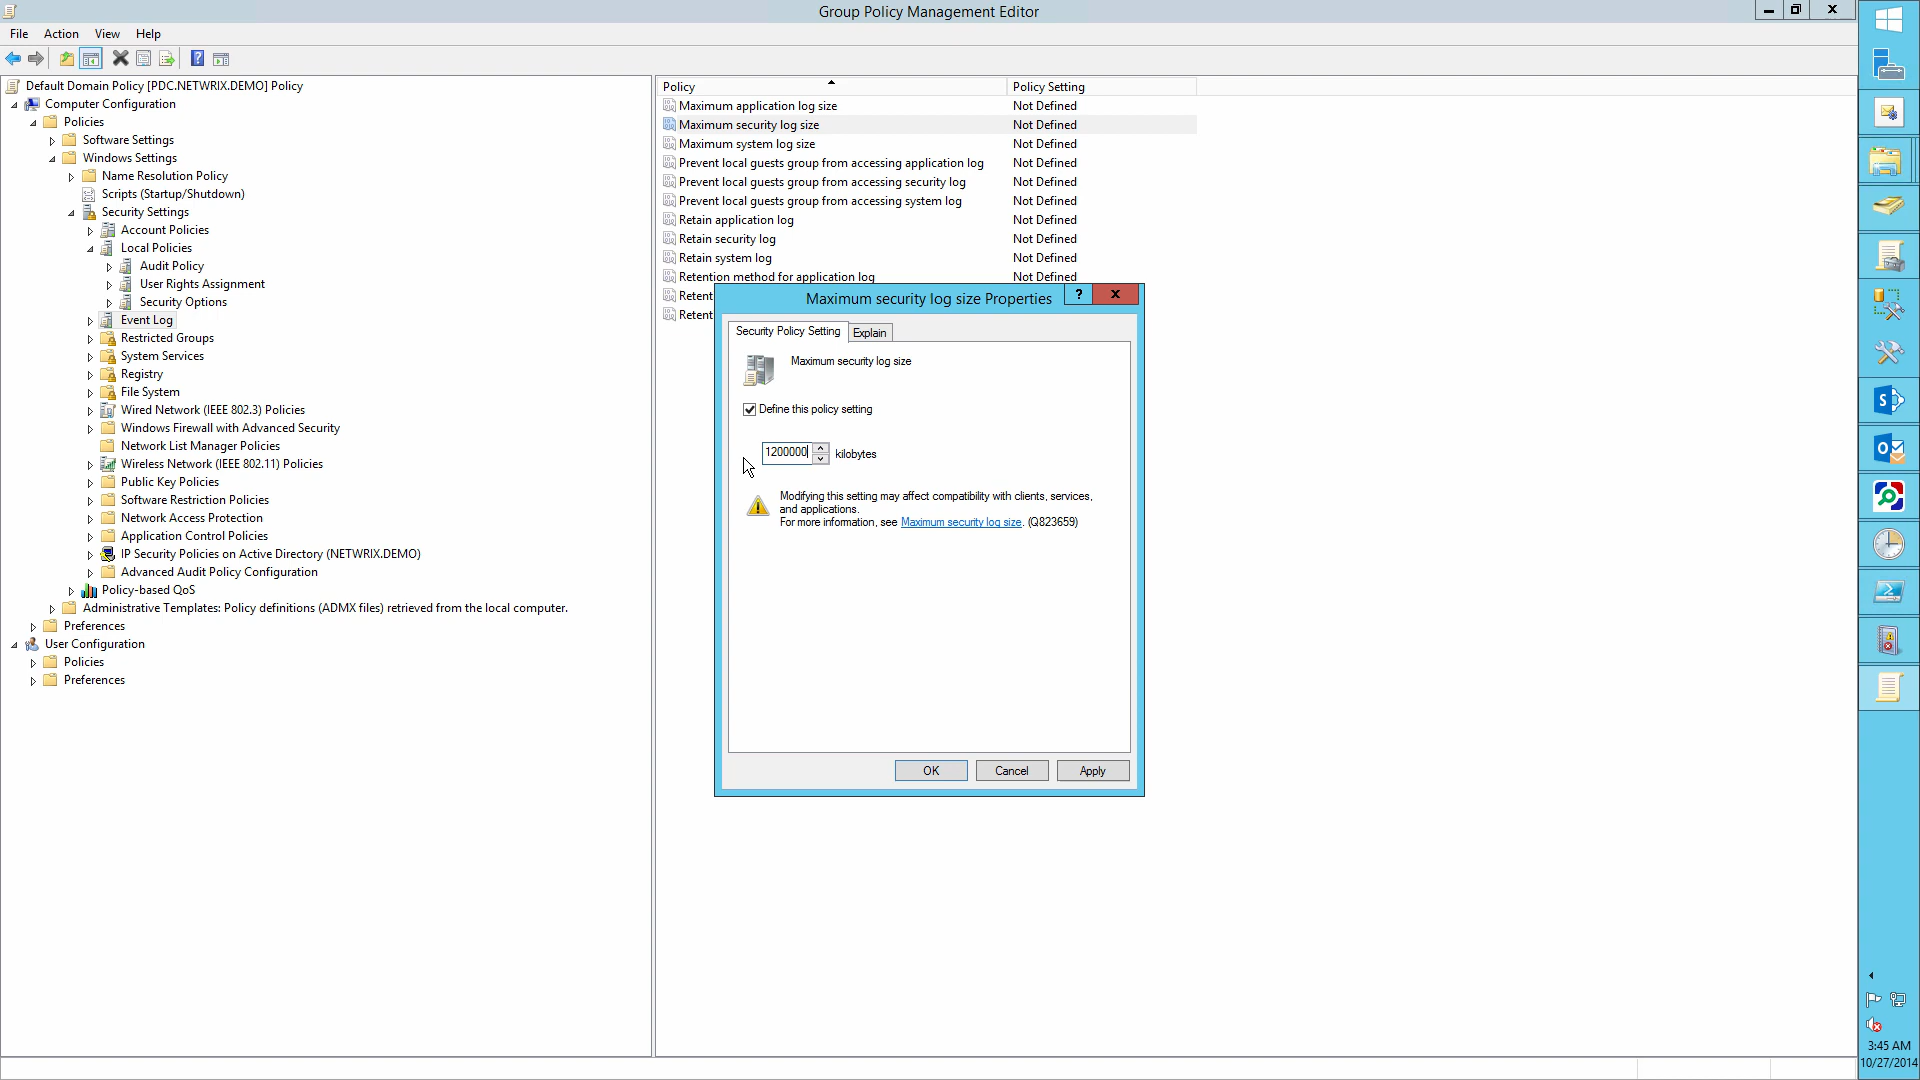 Group Policy Management Editor
File Action View Help
Default Domain Policy [PDC.NETWRIX.DEMO] Policy
Computer Configuration
Policies
Software Settings
Windows Settings
Name Resolution Policy
Scripts (Startup/Shutdown)
Security Settings
Account Policies
Local Policies
Audit Policy
User Rights Assignment
Security Options
Event Log
Restricted Groups
System Services
Registry
File System
Wired Network (IEEE 802.3) Policies
Windows Firewall with Advanced Security
Network List Manager Policies
Wireless Network (IEEE 802.11) Policies
Public Key Policies
Software Restriction Policies
Network Access Protection
Application Control Policies
IP Security Policies on Active Directory (NETWRIX.DEMO)
Advanced Audit Policy Configuration
Policy-based QoS
Administrative Templates: Policy definitions (ADMX files) retrieved from the local computer.
Preferences
User Configuration
Policies
Preferences
Policy Policy Setting
Maximum application log size Not Defined
Maximum security log size Not Defined
Maximum system log size Not Defined
Prevent local guests group from accessing application log Not Defined
Prevent local guests group from accessing security log Not Defined
Prevent local guests group from accessing system log Not Defined
Retain application log Not Defined
Retain security log Not Defined
Retain system log Not Defined
Retention method for application log Not Defined
Retent
Retent
Maximum security log size Properties
? X
Security Policy Setting Explain
Maximum security log size
Define this policy setting
1200000 kilobytes
Modifying this setting may affect compatibility with clients, services,
and applications.
For more information, see Maximum security log size. (Q823659)
OK Cancel Apply
3:45 AM
10/27/2014